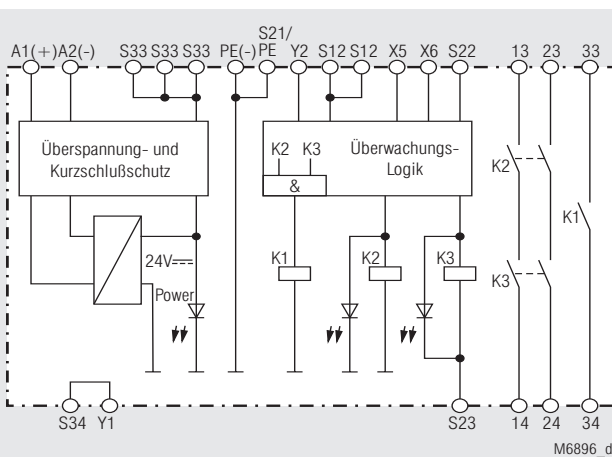 S21/
A1(+) A2(-) S33 S33 S33 PE(-) PE Y2 S12 S12 X5 X6 S22 13 23 33
Überspannung- und
Kurzschlußschutz
K2 K3
&
Überwachungs-
Logik
K2
K1
24V
Power
K1 K2 K3
K3
S34 Y1 S23 14 24 34
M6896_d